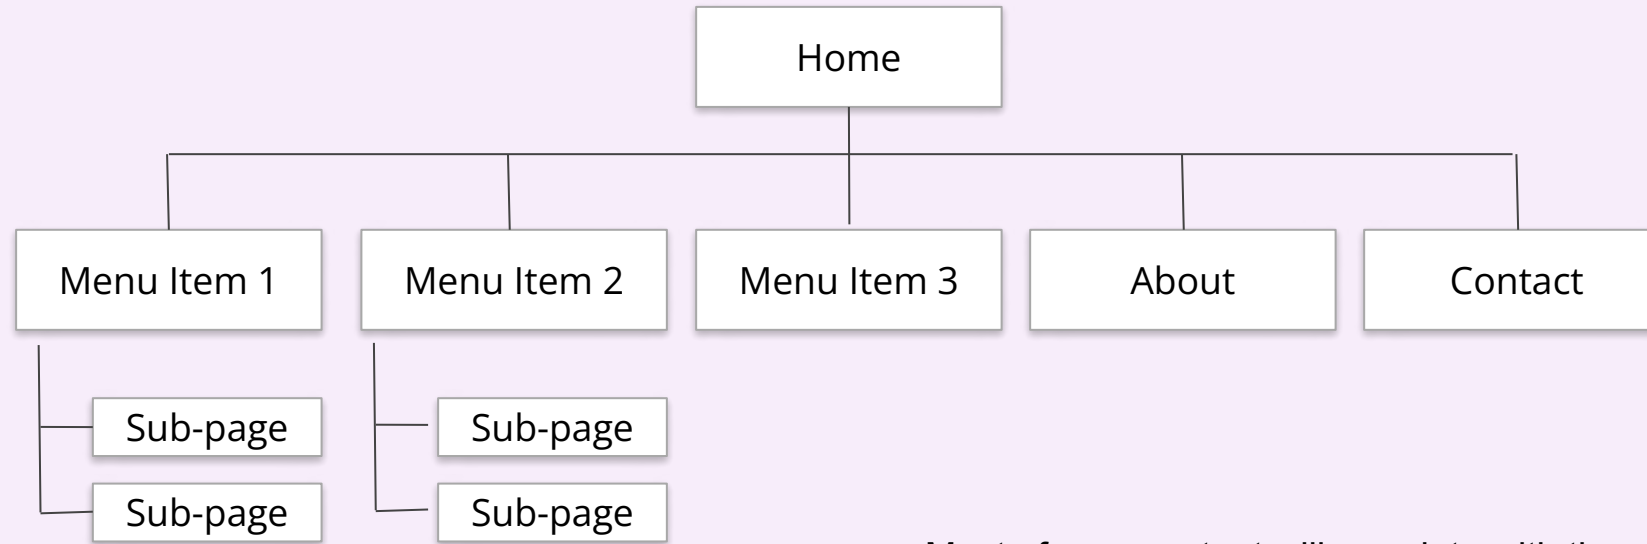 Home
Menu Item 1
Menu Item 2
Menu Item 3
About
Contact
Sub-page
Sub-page
Sub-page
Sub-page